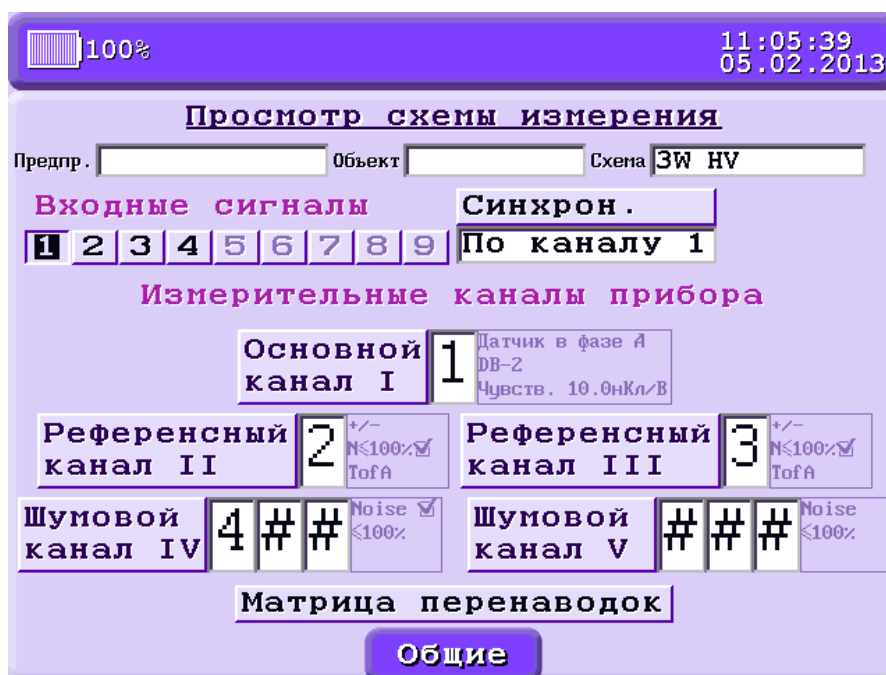 100% 11:05:39
05.02.2013
Просмотр схемы измерения
Предпр. Объект Схема 3W HV
Входные сигналы Синхрон.
1 2 3 4 5 6 7 8 9 По каналу 1
Измерительные каналы прибора
Основной канал I 1 Датчик в фазе A
DB-2
Чувств. 10.0нКл/В
Референсный
канал II
2
+/-
N≤100%
TofA
Референсный
канал III
3
+/-
N≤100%
TofA
Шумовой
канал IV
4 # #
Noise
≤100%
Шумовой
канал V
# # #
Noise
≤100%
Матрица перенаводок
Общие